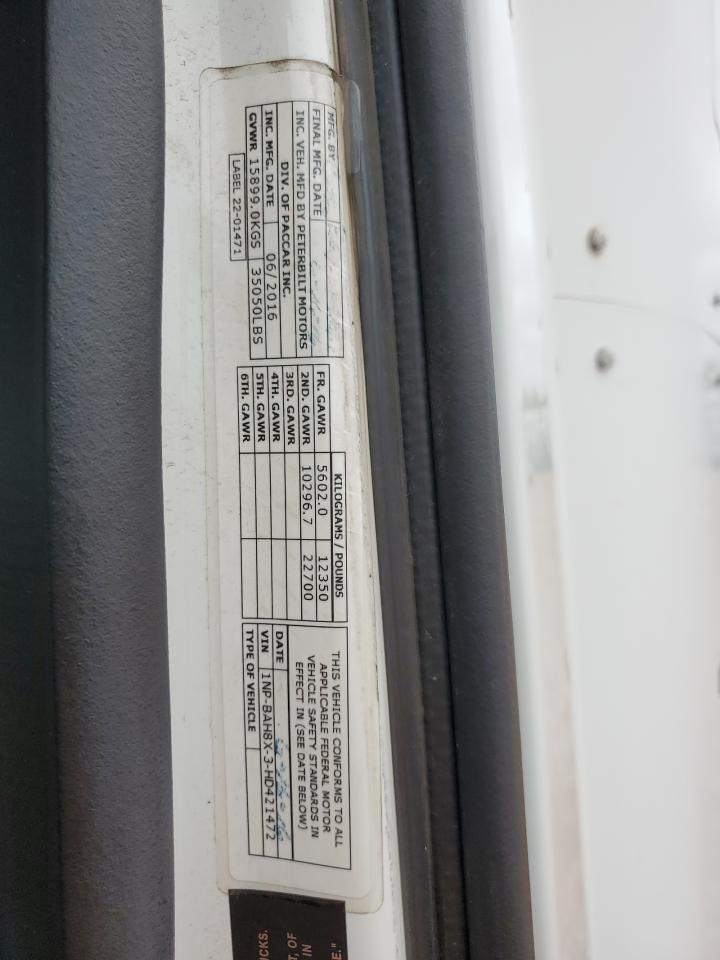 MFG. BY
FINAL MFG. DATE
INC. VEH. MFD BY PETERBILT MOTORS
DIV. OF PACCAR INC.
INC. MFG. DATE 06/2016
GVWR 15899.0KGS 35050LBS
LABEL 22-01471
KILOGRAMS / POUNDS
FR. GAWR 5602.0 12350
2ND. GAWR 10296.7 22700
3RD. GAWR
4TH. GAWR
5TH. GAWR
6TH. GAWR
THIS VEHICLE CONFORMS TO ALL
APPLICABLE FEDERAL MOTOR
VEHICLE SAFETY STANDARDS IN
EFFECT IN (SEE DATE BELOW)
DATE
VIN 1NP-BAH8X-3-HD421472
TYPE OF VEHICLE
IN
OF